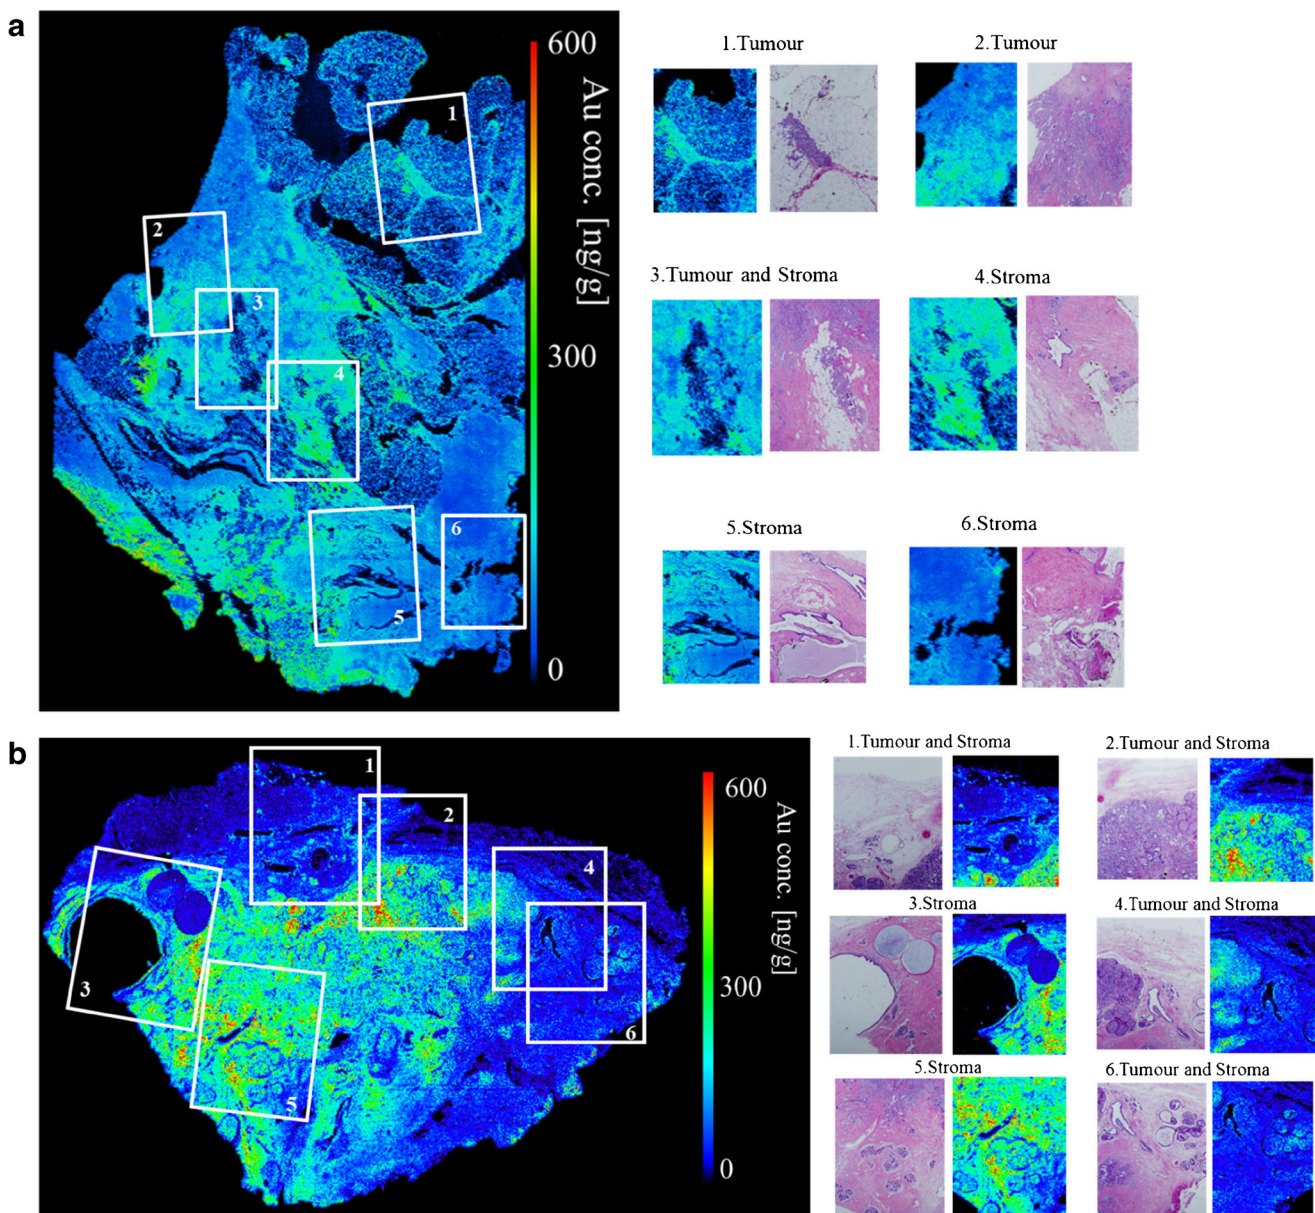 a
600
Au conc. [ng/g]
300
0
1
2
3
4
5
6
1.Tumour
2.Tumour
3.Tumour and Stroma
4.Stroma
5.Stroma
6.Stroma
b
600
Au conc. [ng/g]
300
0
1
2
3
4
5
6
1.Tumour and Stroma
2.Tumour and Stroma
3.Stroma
4.Tumour and Stroma
5.Stroma
6.Tumour and Stroma